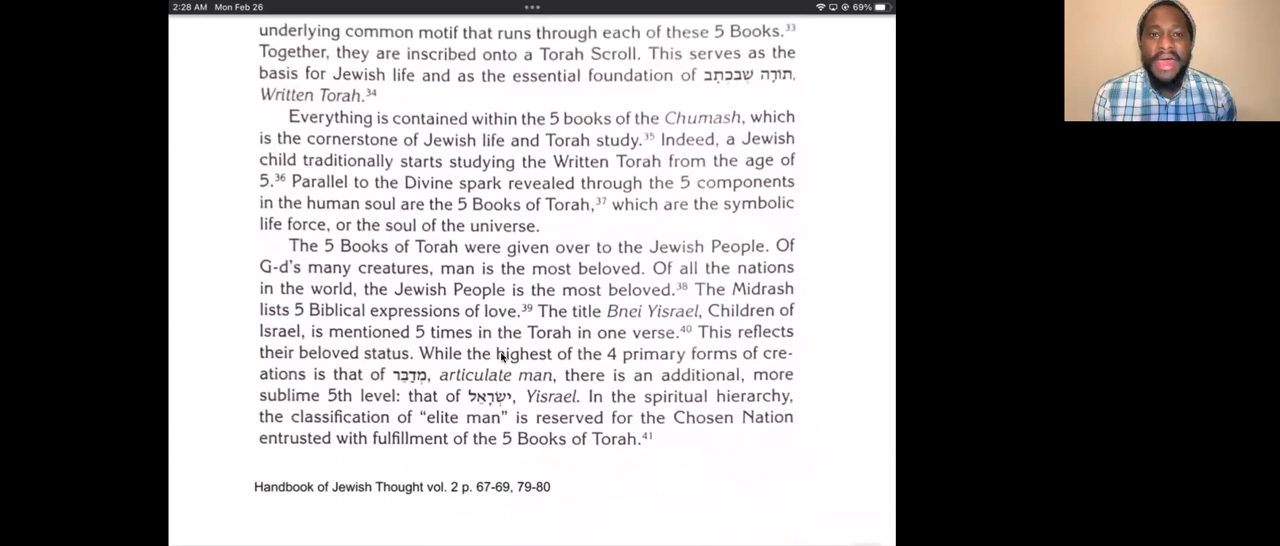 2:28 AM Mon Feb 26
69%
underlying common motif that runs through each of these 5 Books.33
Together, they are inscribed onto a Torah Scroll. This serves as the
basis for Jewish life and as the essential foundation of תּוֹרָה שֶׁבִּכְתָב,
Written Torah.34
Everything is contained within the 5 books of the Chumash, which
is the cornerstone of Jewish life and Torah study.35 Indeed, a Jewish
child traditionally starts studying the Written Torah from the age of
5.36 Parallel to the Divine spark revealed through the 5 components
in the human soul are the 5 Books of Torah,37 which are the symbolic
life force, or the soul of the universe.
The 5 Books of Torah were given over to the Jewish People. Of
G-d's many creatures, man is the most beloved. Of all the nations
in the world, the Jewish People is the most beloved.38 The Midrash
lists 5 Biblical expressions of love.39 The title Bnei Yisrael, Children of
Israel, is mentioned 5 times in the Torah in one verse.40 This reflects
their beloved status. While the highest of the 4 primary forms of cre-
ations is that of מְדַבֵּר, articulate man, there is an additional, more
sublime 5th level: that of יִשְׂרָאֵל, Yisrael. In the spiritual hierarchy,
the classification of "elite man" is reserved for the Chosen Nation
entrusted with fulfillment of the 5 Books of Torah.41
Handbook of Jewish Thought vol. 2 p. 67-69, 79-80